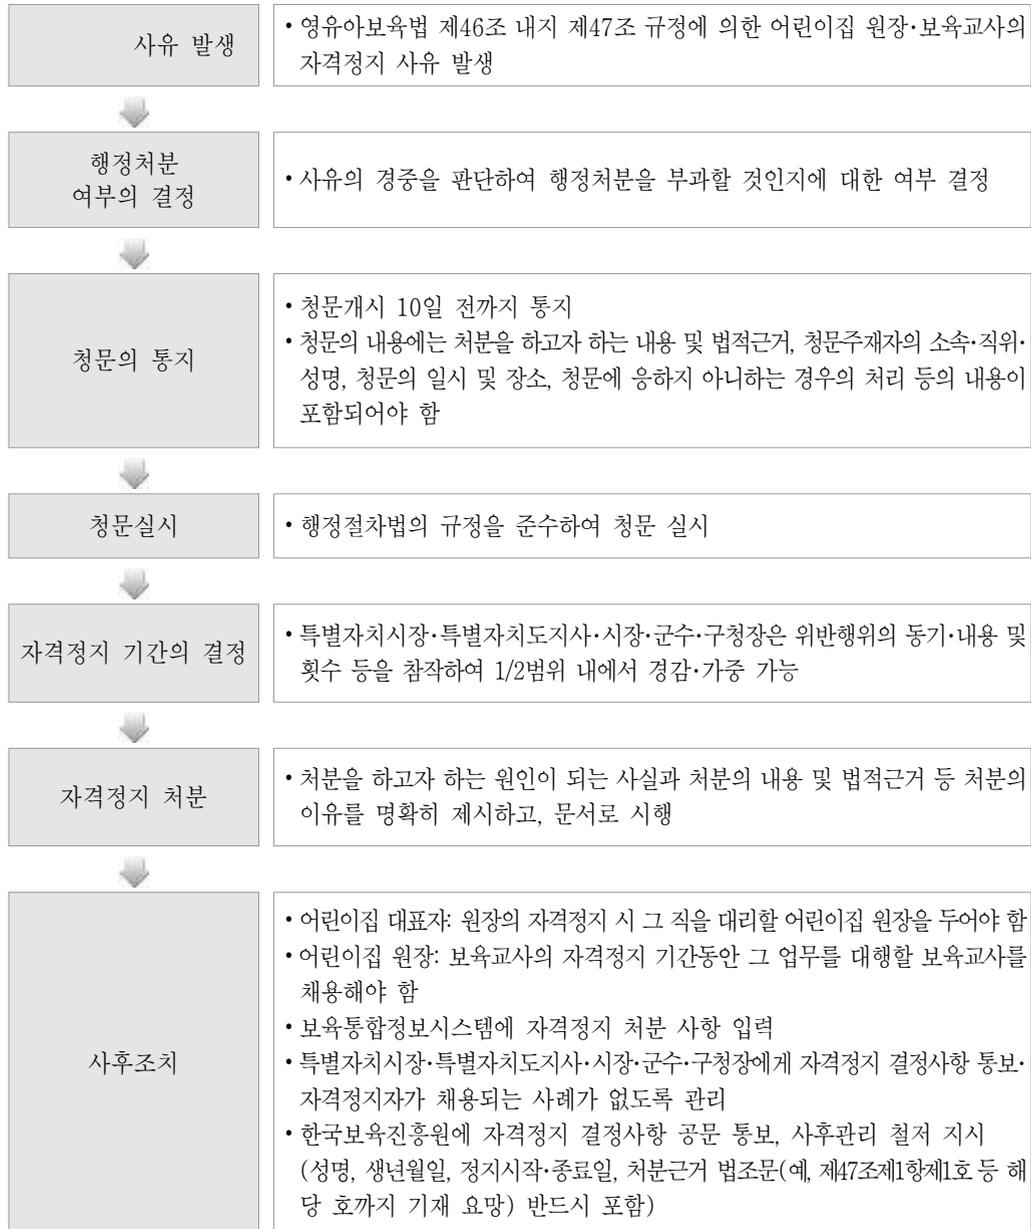 사유 발생
• 영유아보육법 제46조 내지 제47조 규정에 의한 어린이집 원장·보육교사의
자격정지 사유 발생
행정처분
여부의 결정
• 사유의 경중을 판단하여 행정처분을 부과할 것인지에 대한 여부 결정
청문의 통지
• 청문개시 10일 전까지 통지
• 청문의 내용에는 처분을 하고자 하는 내용 및 법적근거, 청문주재자의 소속·직위·
성명, 청문의 일시 및 장소, 청문에 응하지 아니하는 경우의 처리 등의 내용이
포함되어야 함
청문실시
• 행정절차법의 규정을 준수하여 청문 실시
자격정지 기간의 결정
• 특별자치시장·특별자치도지사·시장·군수·구청장은 위반행위의 동기·내용 및
횟수 등을 참작하여 1/2범위 내에서 경감·가중 가능
자격정지 처분
• 처분을 하고자 하는 원인이 되는 사실과 처분의 내용 및 법적근거 등 처분의
이유를 명확히 제시하고, 문서로 시행
사후조치
• 어린이집 대표자: 원장의 자격정지 시 그 직을 대리할 어린이집 원장을 두어야 함
• 어린이집 원장: 보육교사의 자격정지 기간동안 그 업무를 대행할 보육교사를
채용해야 함
• 보육통합정보시스템에 자격정지 처분 사항 입력
• 특별자치시장·특별자치도지사·시장·군수·구청장에게 자격정지 결정사항 통보·
자격정지자가 채용되는 사례가 없도록 관리
• 한국보육진흥원에 자격정지 결정사항 공문 통보, 사후관리 철저 지시
(성명, 생년월일, 정지시작·종료일, 처분근거 법조문(예, 제47조제1항제1호 등 해
당 호까지 기재 요망) 반드시 포함)